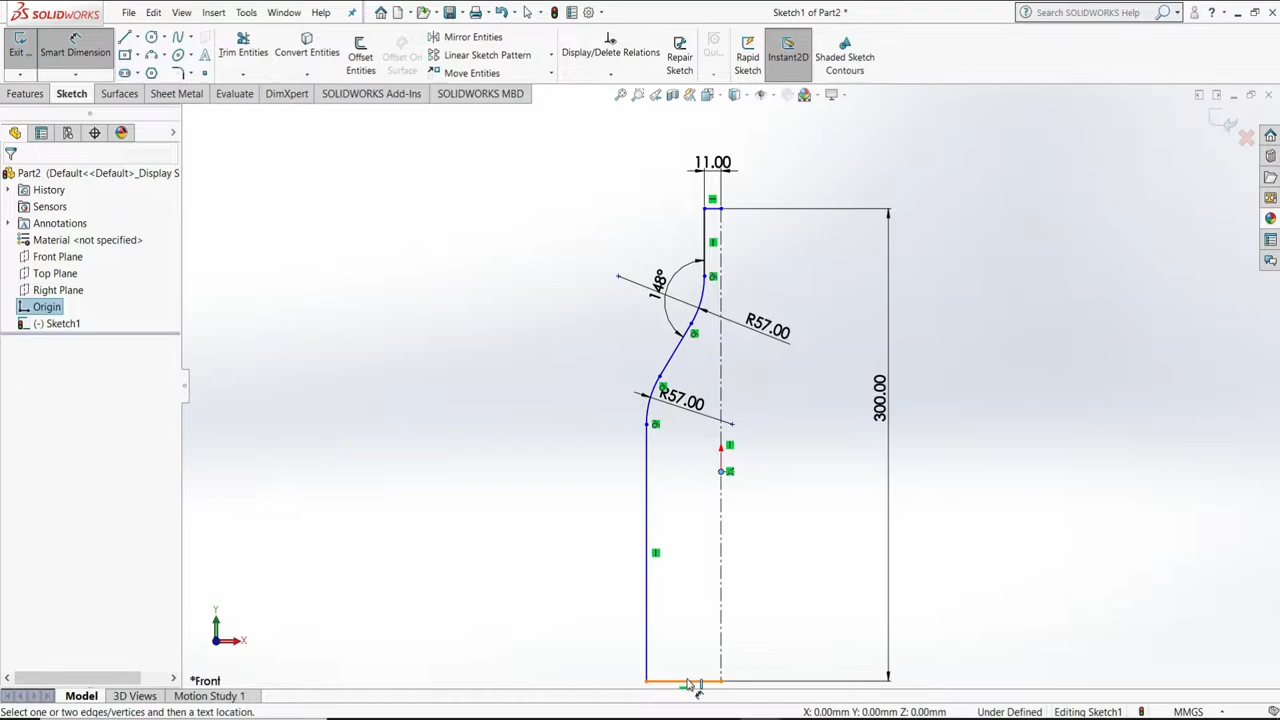 SOLIDWORKS
File
Edit
View
Insert
Tools
Window
Help
Sketch1 of Part2 *
Search SOLIDWORKS Help
Exit ...
Smart Dimension
Trim Entities
Convert Entities
Offset Entities
Offset On Surface
Mirror Entities
Linear Sketch Pattern
Move Entities
Display/Delete Relations
Repair Sketch
Qui...
Rapid Sketch
Instant2D
Shaded Sketch Contours
Features
Sketch
Surfaces
Sheet Metal
Evaluate
DimXpert
SOLIDWORKS Add-Ins
SOLIDWORKS MBD
Part2 (Default<<Default>_Display S
History
Sensors
Annotations
Material <not specified>
Front Plane
Top Plane
Right Plane
Origin
(-) Sketch1
11.00
148°
R57.00
R57.00
300.00
Y
X
*Front
Model
3D Views
Motion Study 1
Select one or two edges/vertices and then a text location.
X: 0.00mm Y: 0.00mm Z: 0.00mm
Under Defined
Editing Sketch1
MMGS